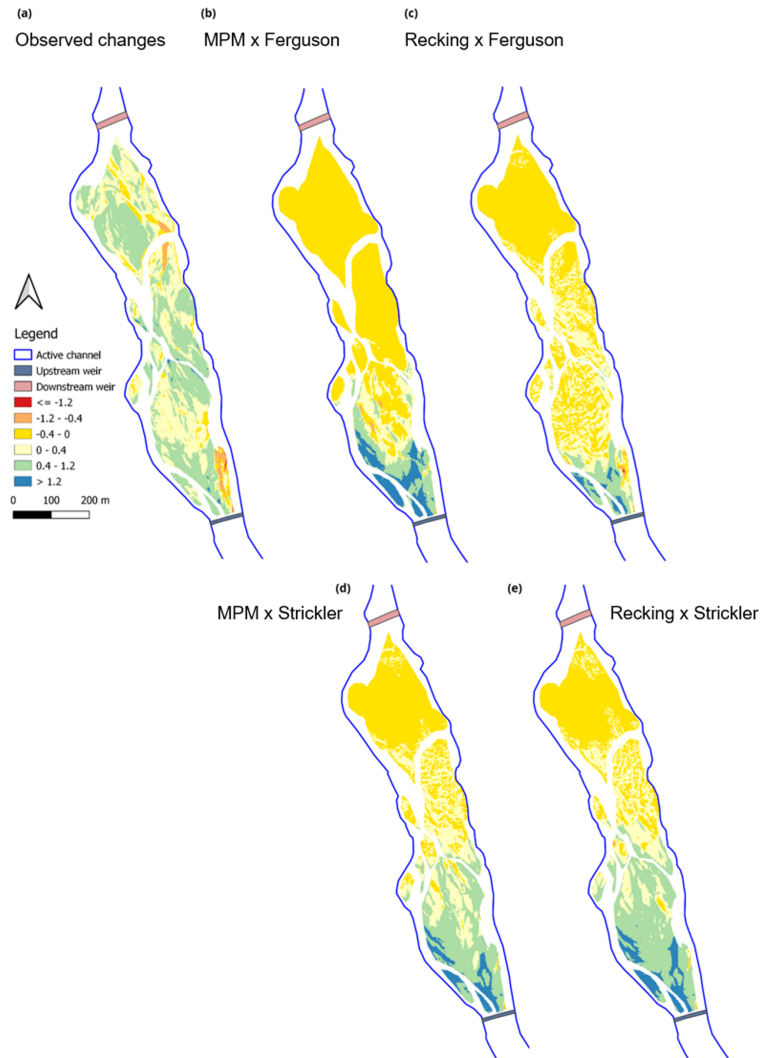 (a)
Observed changes
(b)
MPM x Ferguson
(c)
Recking x Ferguson
Legend
Active channel
Upstream weir
Downstream weir
<= -1.2
-1.2 - -0.4
-0.4 - 0
0 - 0.4
0.4 - 1.2
> 1.2
0 100 200 m
(d)
MPM x Strickler
(e)
Recking x Strickler